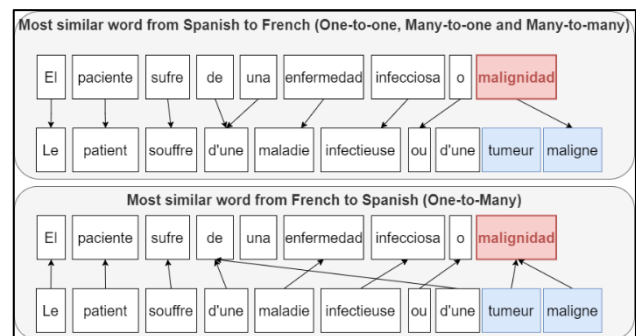 Most similar word from Spanish to French (One-to-one, Many-to-one and Many-to-many)
El paciente sufre de una enfermedad infecciosa o malignidad
Le patient souffre d'une maladie infectieuse ou d'une tumeur maligne
Most similar word from French to Spanish (One-to-Many)
El paciente sufre de una enfermedad infecciosa o malignidad
Le patient souffre d'une maladie infectieuse ou d'une tumeur maligne